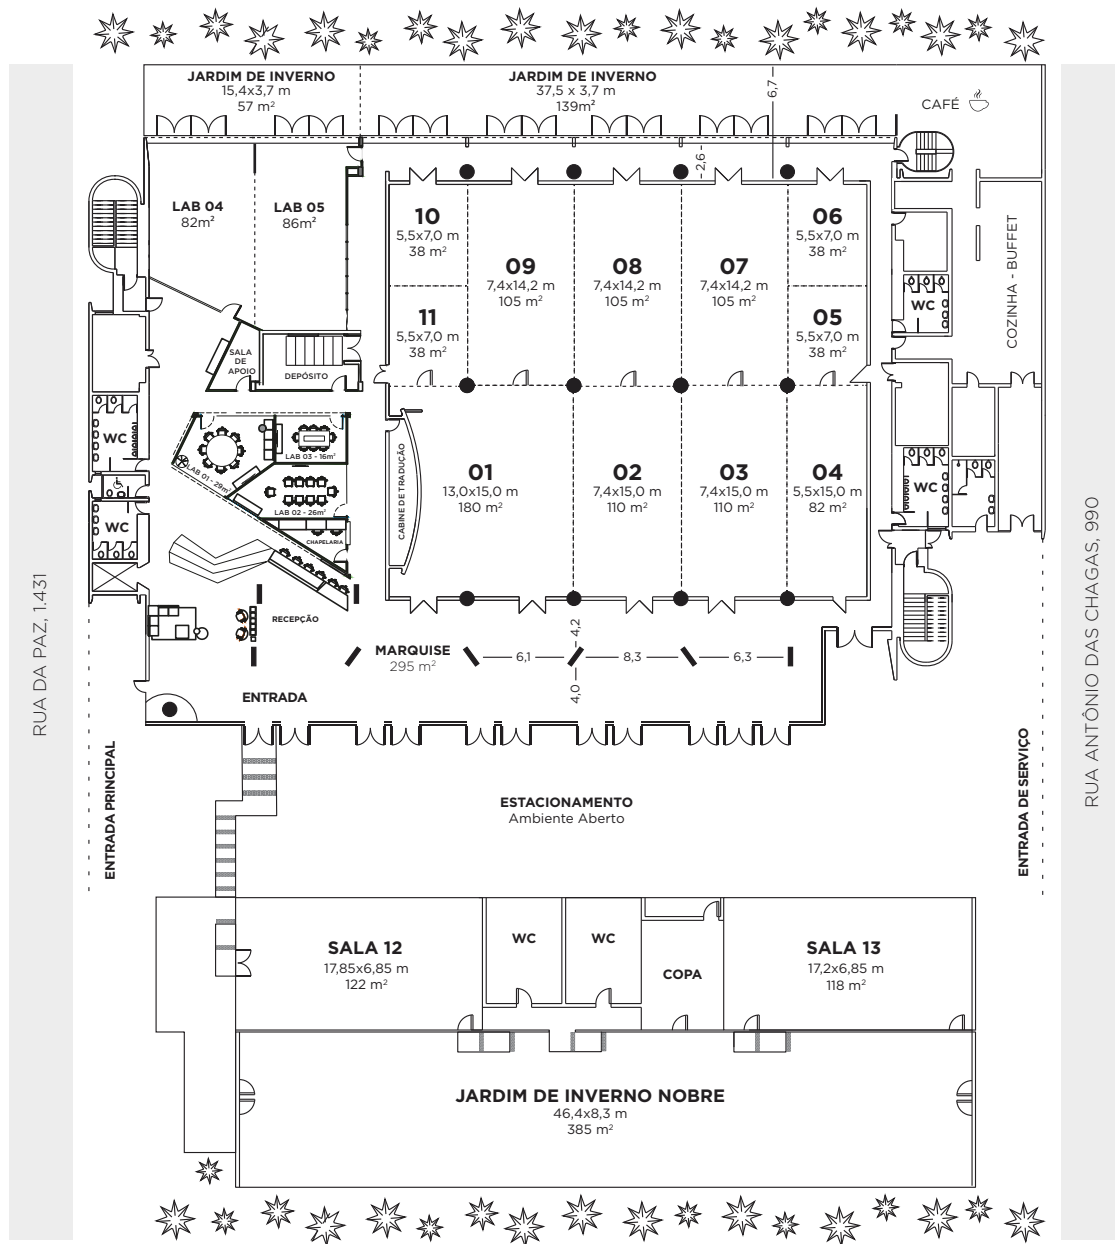 JARDIM DE INVERNO
15,4x3,7 m
57 m²
JARDIM DE INVERNO
37,5 x 3,7 m
139m²
6,7
CAFÉ
2,6
LAB 04
82m²
LAB 05
86m²
10
5,5x7,0 m
38 m²
09
7,4x14,2 m
105 m²
08
7,4x14,2 m
105 m²
07
7,4x14,2 m
105 m²
06
5,5x7,0 m
38 m²
11
5,5x7,0 m
38 m²
05
5,5x7,0 m
38 m²
WC
COZINHA - BUFFET
SALA
DE
APOIO
DEPÓSITO
WC
LAB 01 - 29m²
LAB 03 - 16m²
LAB 02 - 26m²
CHAPELARIA
WC
CABINE DE TRADUÇÃO
01
13,0x15,0 m
180 m²
02
7,4x15,0 m
110 m²
03
7,4x15,0 m
110 m²
04
5,5x15,0 m
82 m²
WC
RECEPÇÃO
MARQUISE
295 m²
6,1
4,2
4,0
8,3
6,3
ENTRADA
RUA DA PAZ, 1.431
ENTRADA PRINCIPAL
ESTACIONAMENTO
Ambiente Aberto
ENTRADA DE SERVIÇO
RUA ANTÔNIO DAS CHAGAS, 990
SALA 12
17,85x6,85 m
122 m²
WC
WC
COPA
SALA 13
17,2x6,85 m
118 m²
JARDIM DE INVERNO NOBRE
46,4x8,3 m
385 m²